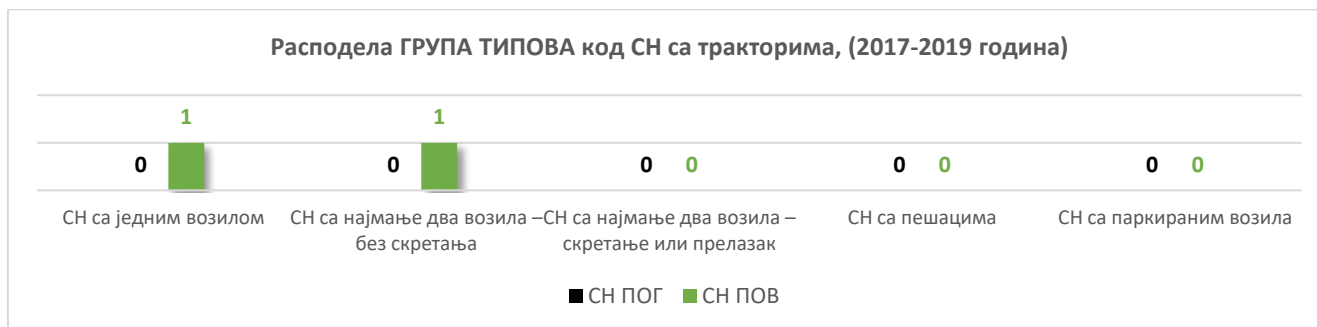 Расподела ГРУПА ТИПОВА код СН са тракторима, (2017-2019 година)
1 1
0 0 0 0 0 0 0 0
СН са једним возилом
СН са најмање два возила –
без скретања
СН са најмање два возила –
скретање или прелазак
СН са пешацима
СН са паркираним возила
СН ПОГ СН ПОВ